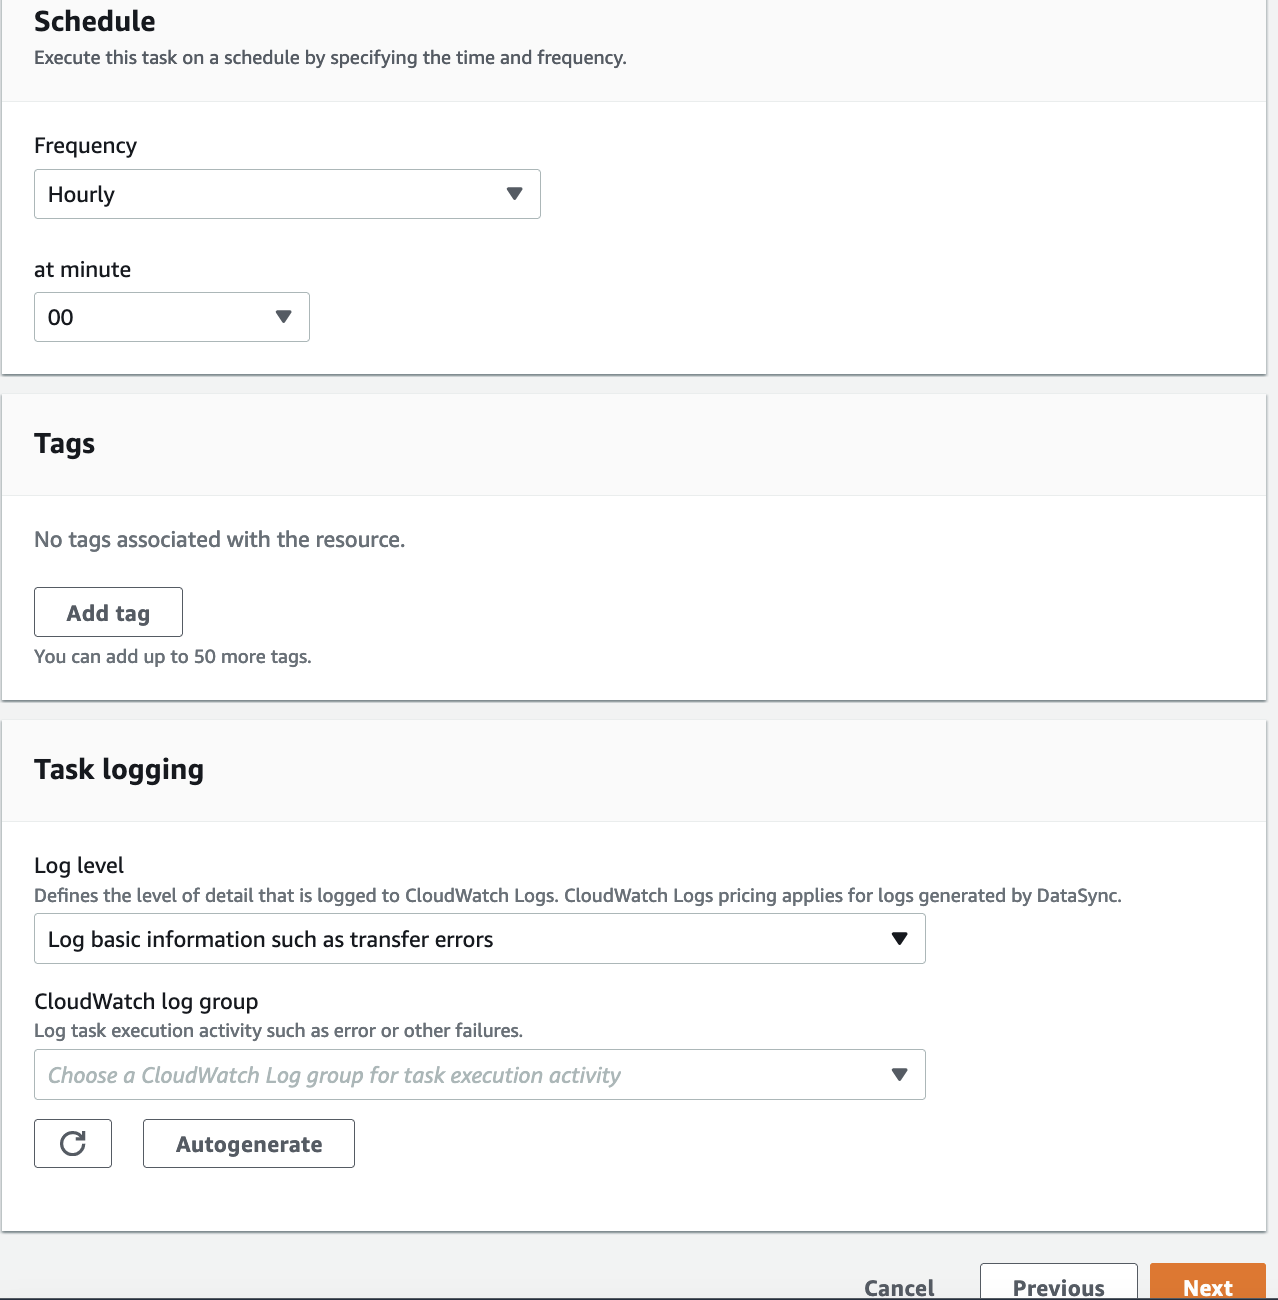 Schedule
Execute this task on a schedule by specifying the time and frequency.
Frequency
Hourly
at minute
00
Tags
No tags associated with the resource.
Add tag
You can add up to 50 more tags.
Task logging
Log level
Defines the level of detail that is logged to CloudWatch Logs. CloudWatch Logs pricing applies for logs generated by DataSync.
Log basic information such as transfer errors
CloudWatch log group
Log task execution activity such as error or other failures.
Choose a CloudWatch Log group for task execution activity
Autogenerate
Cancel Previous Next